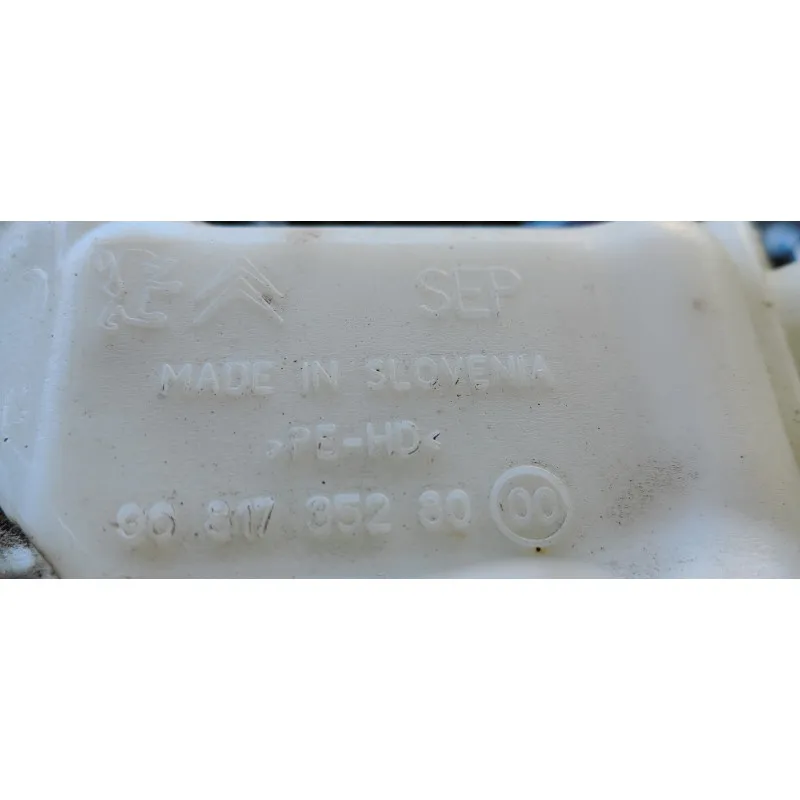 SEP
MADE IN SLOVENIA
>PE-HD<
96 817 352 80 00